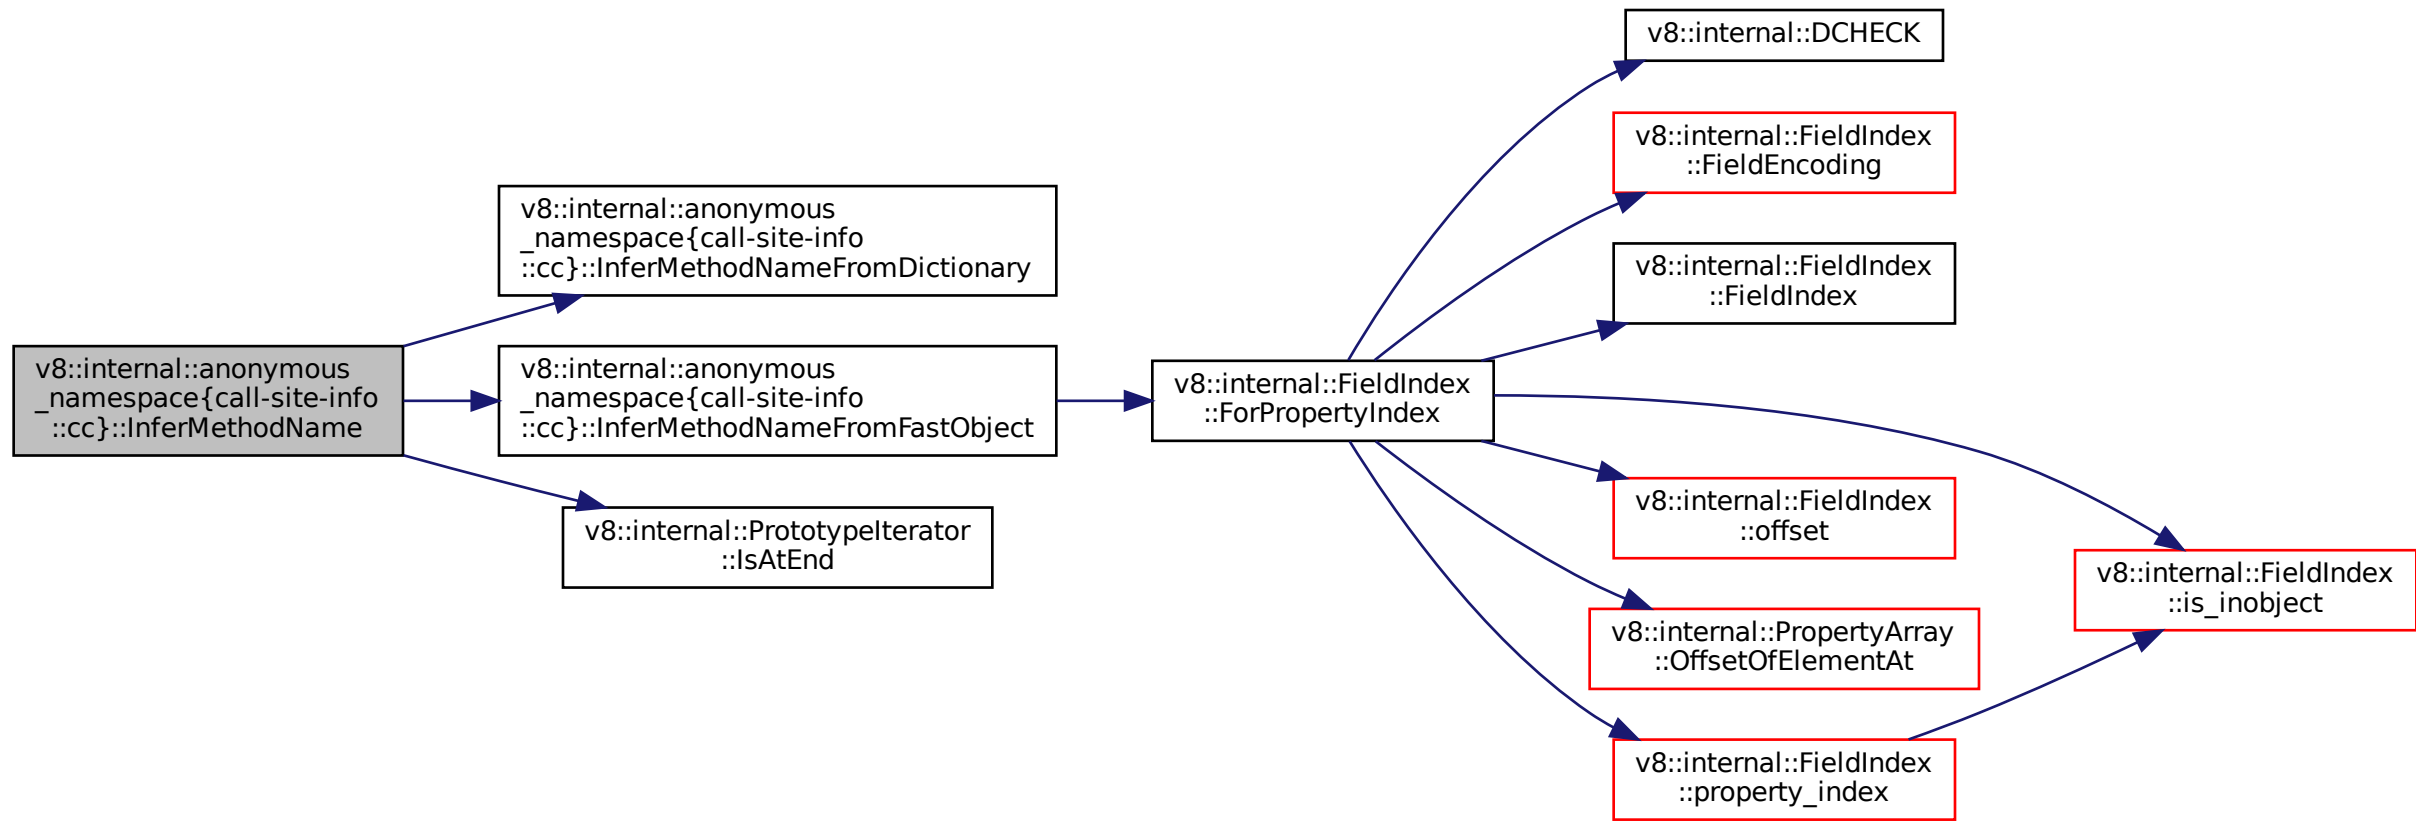 v8::internal::anonymous
_namespace{call-site-info
::cc}::InferMethodName
v8::internal::anonymous
_namespace{call-site-info
::cc}::InferMethodNameFromDictionary
v8::internal::anonymous
_namespace{call-site-info
::cc}::InferMethodNameFromFastObject
v8::internal::PrototypeIterator
::IsAtEnd
v8::internal::FieldIndex
::ForPropertyIndex
v8::internal::DCHECK
v8::internal::FieldIndex
::FieldEncoding
v8::internal::FieldIndex
::FieldIndex
v8::internal::FieldIndex
::offset
v8::internal::PropertyArray
::OffsetOfElementAt
v8::internal::FieldIndex
::property_index
v8::internal::FieldIndex
::is_inobject